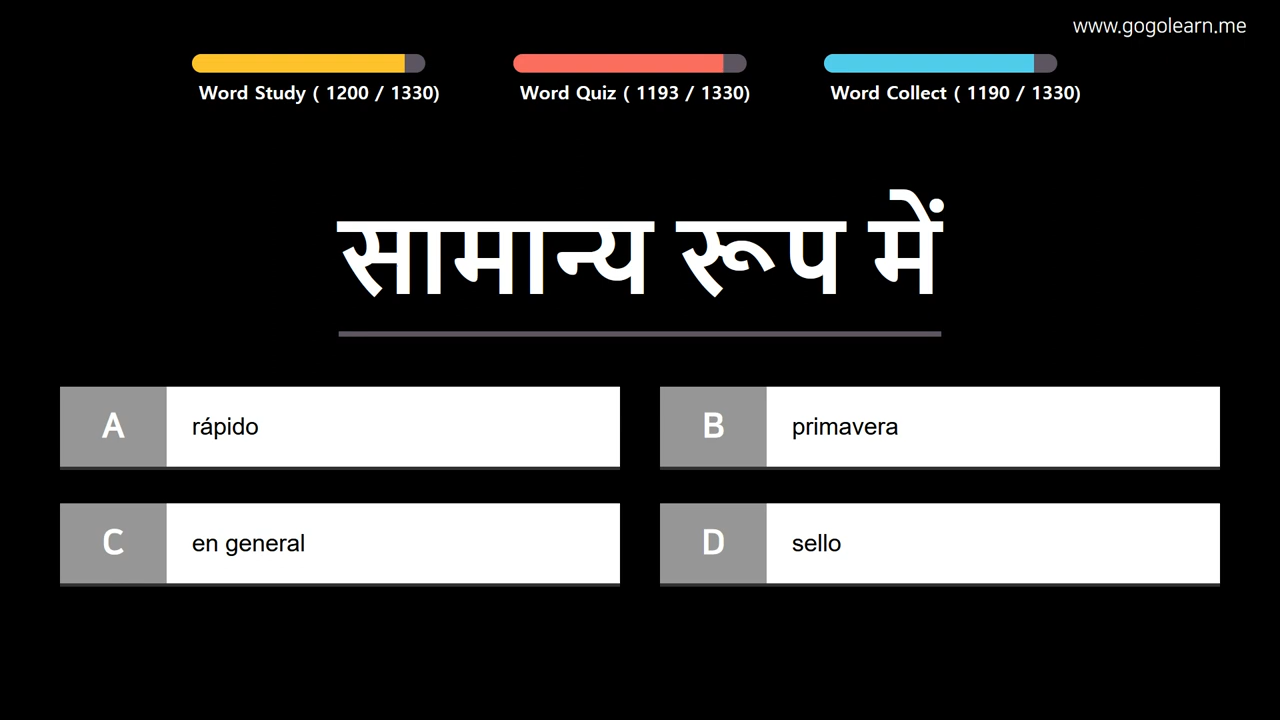 www.gogolearn.me
Word Study ( 1200 / 1330)
Word Quiz ( 1193 / 1330)
Word Collect ( 1190 / 1330)
सामान्य रूप में
A rápido
B primavera
C en general
D sello